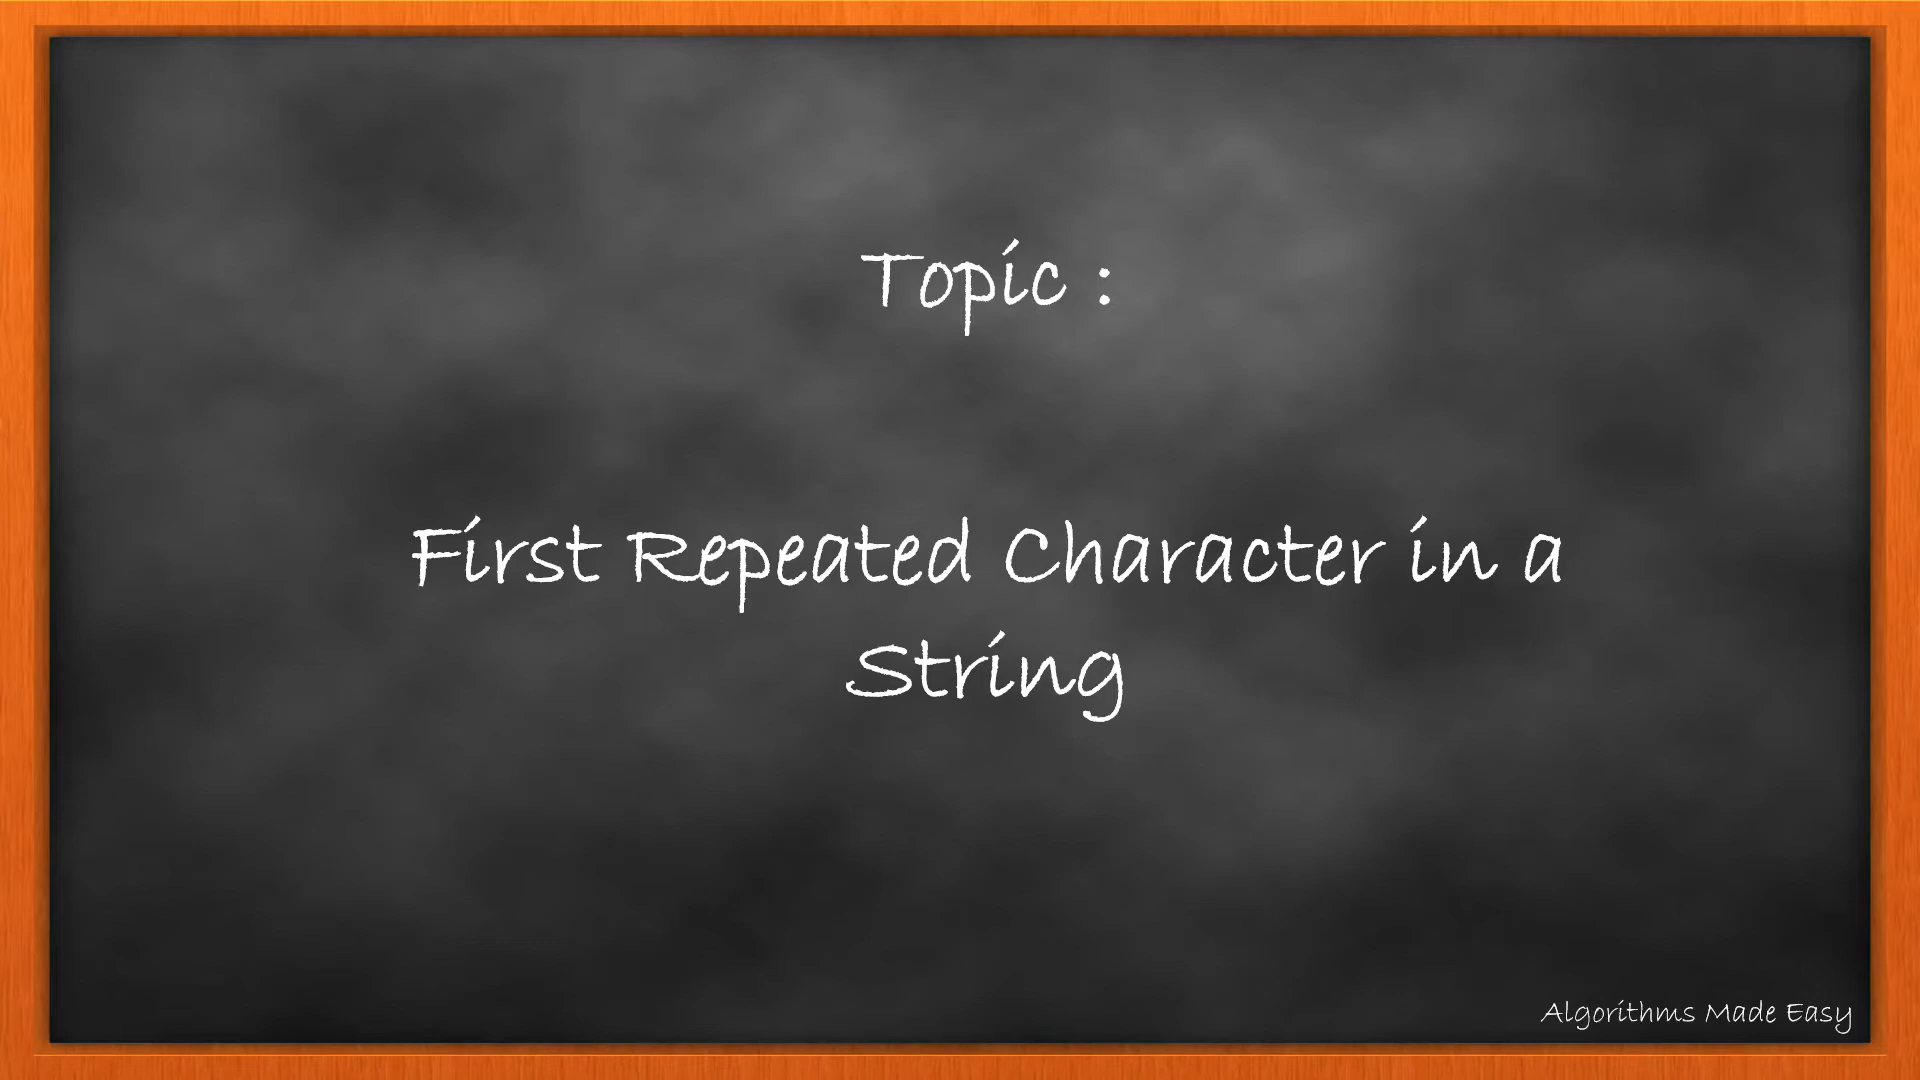 Topic :
First Repeated Character in a
String
Algorithms Made Easy